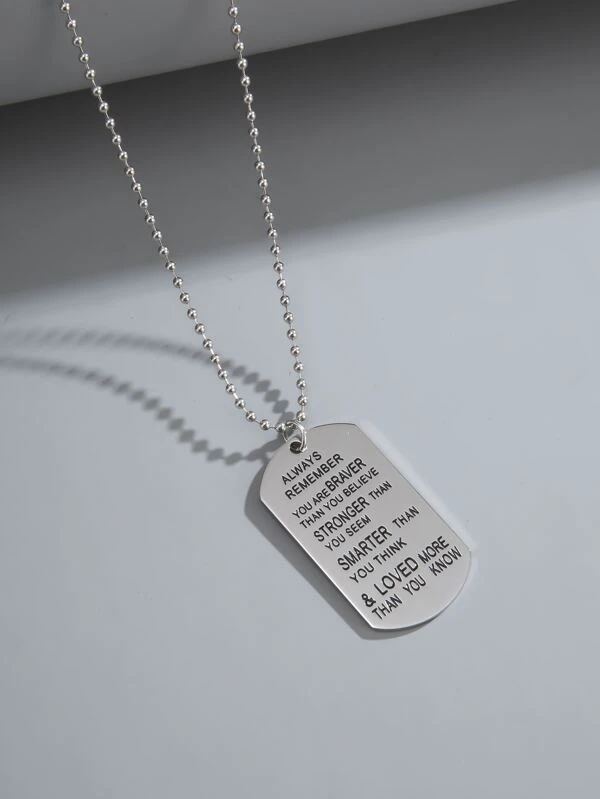 ALWAYS
REMEMBER
YOU ARE BRAVER
THAN YOU BELIEVE
STRONGER THAN
YOU SEEM
SMARTER THAN
YOU THINK
& LOVED MORE
THAN YOU KNOW